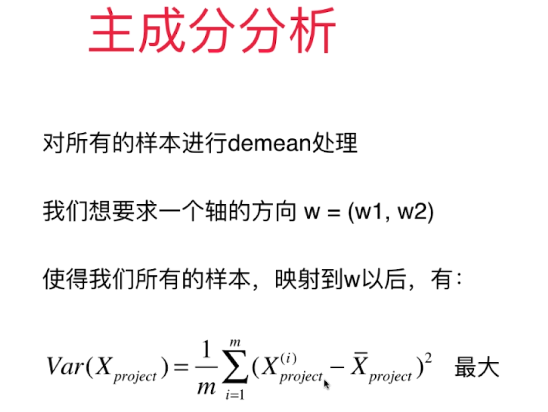 主成分分析
对所有的样本进行demean处理
我们想要求一个轴的方向 w = (w1, w2)
使得我们所有的样本，映射到w以后，有：
$Var(X_{project}) = \frac{1}{m}\sum_{i=1}^{m}(X_{project}^{(i)} - \overline{X}_{project})^2$ 最大